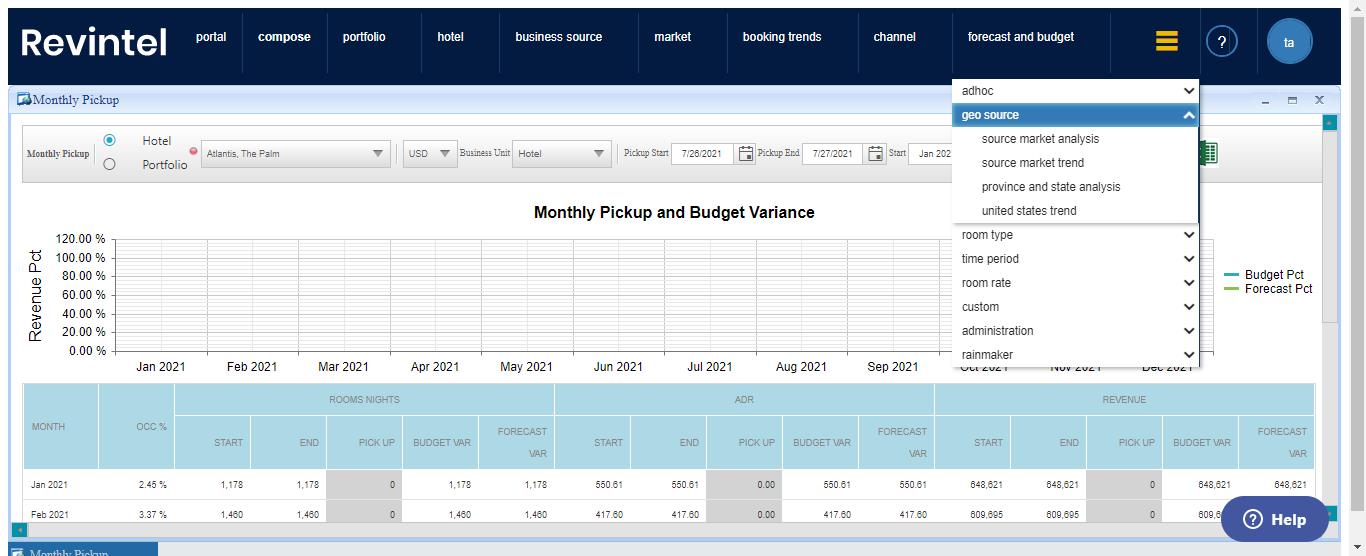 Revintel portal compose portfolio hotel business source market booking trends channel forecast and budget ? ta
Monthly Pickup
adhoc
geo source
source market analysis
source market trend
province and state analysis
united states trend
room type
time period
room rate
custom
administration
rainmaker
Monthly Pickup Hotel Portfolio Atlantis, The Palm USD Business Unit Hotel Pickup Start 7/26/2021 Pickup End 7/27/2021 Start Jan 202
Monthly Pickup and Budget Variance
Revenue Pct
120.00 %
100.00 %
80.00 %
60.00 %
40.00 %
20.00 %
0.00 %
Budget Pct
Forecast Pct
Jan 2021 Feb 2021 Mar 2021 Apr 2021 May 2021 Jun 2021 Jul 2021 Aug 2021 Sep 2021 Oct 2021 Nov 2021 Dec 2021
ROOMS NIGHTS ADR REVENUE
MONTH OCC % START END PICK UP BUDGET VAR FORECAST VAR START END PICK UP BUDGET VAR FORECAST VAR START END PICK UP BUDGET VAR FORECAST VAR
Jan 2021 2.45 % 1,178 1,178 0 1,178 1,178 550.61 550.61 0.00 550.61 550.61 648,621 648,621 0 648,621 648,621
Feb 2021 3.37 % 1,460 1,460 0 1,460 1,460 417.60 417.60 0.00 417.60 417.60 609,695 609,695 0 609,6
Help
Monthly Pickup